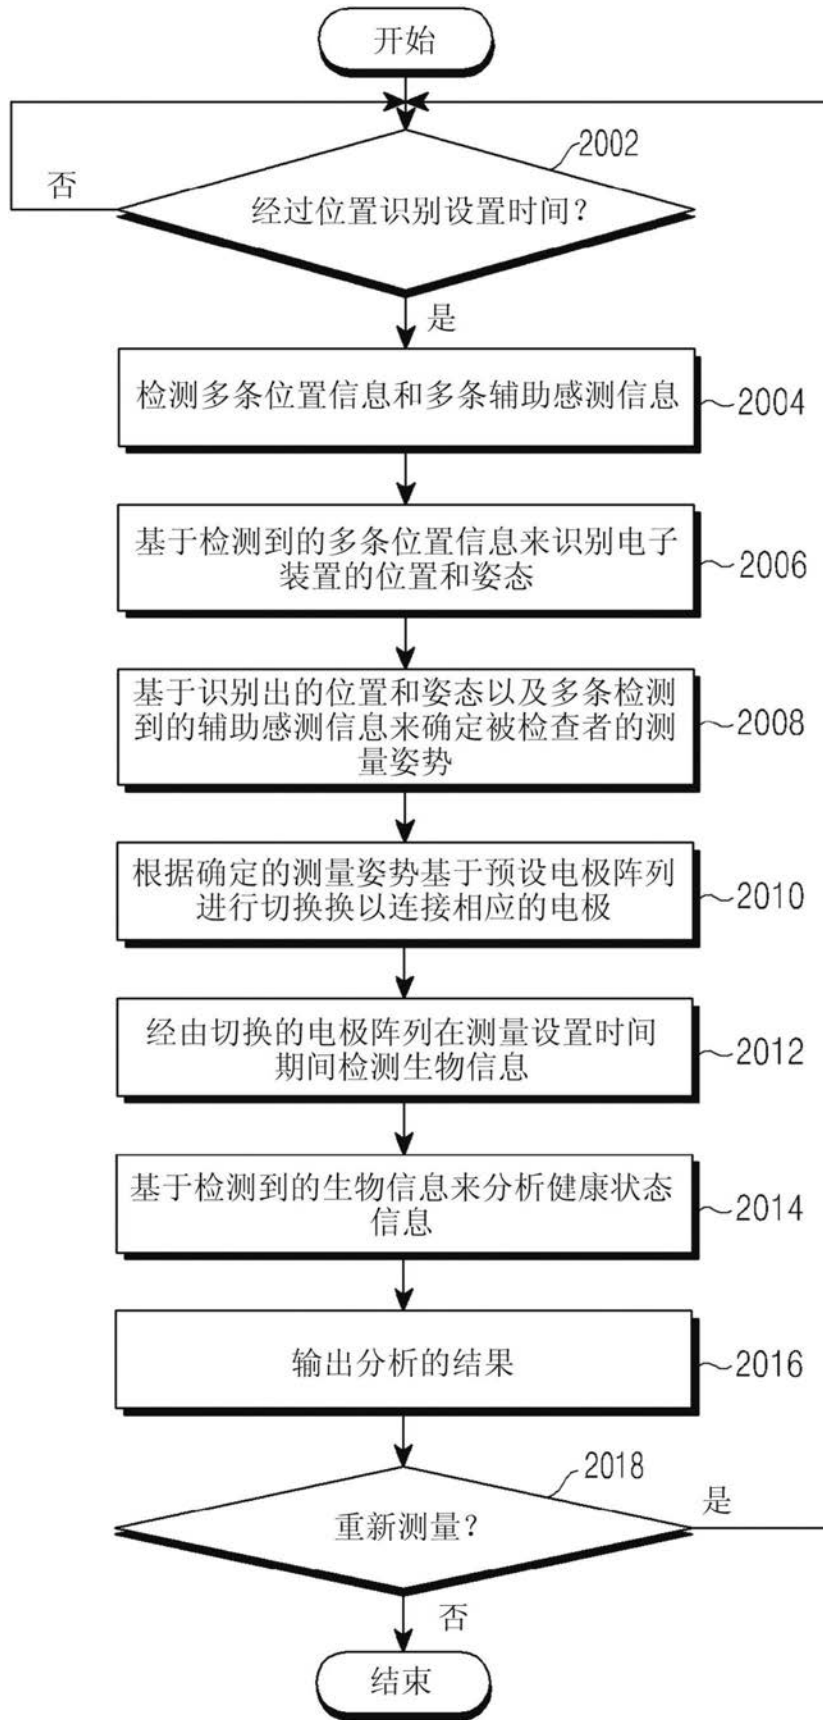 开始
2002
否
经过位置识别设置时间？
是
检测多条位置信息和多条辅助感测信息
2004
基于检测到的多条位置信息来识别电子
装置的位置和姿态
2006
基于识别出的位置和姿态以及多条检测
到的辅助感测信息来确定被检查者的测
量姿势
2008
根据确定的测量姿势基于预设电极阵列
进行切换换以连接相应的电极
2010
经由切换的电极阵列在测量设置时间
期间检测生物信息
2012
基于检测到的生物信息来分析健康状态
信息
2014
输出分析的结果
2016
2018
是
重新测量？
否
结束